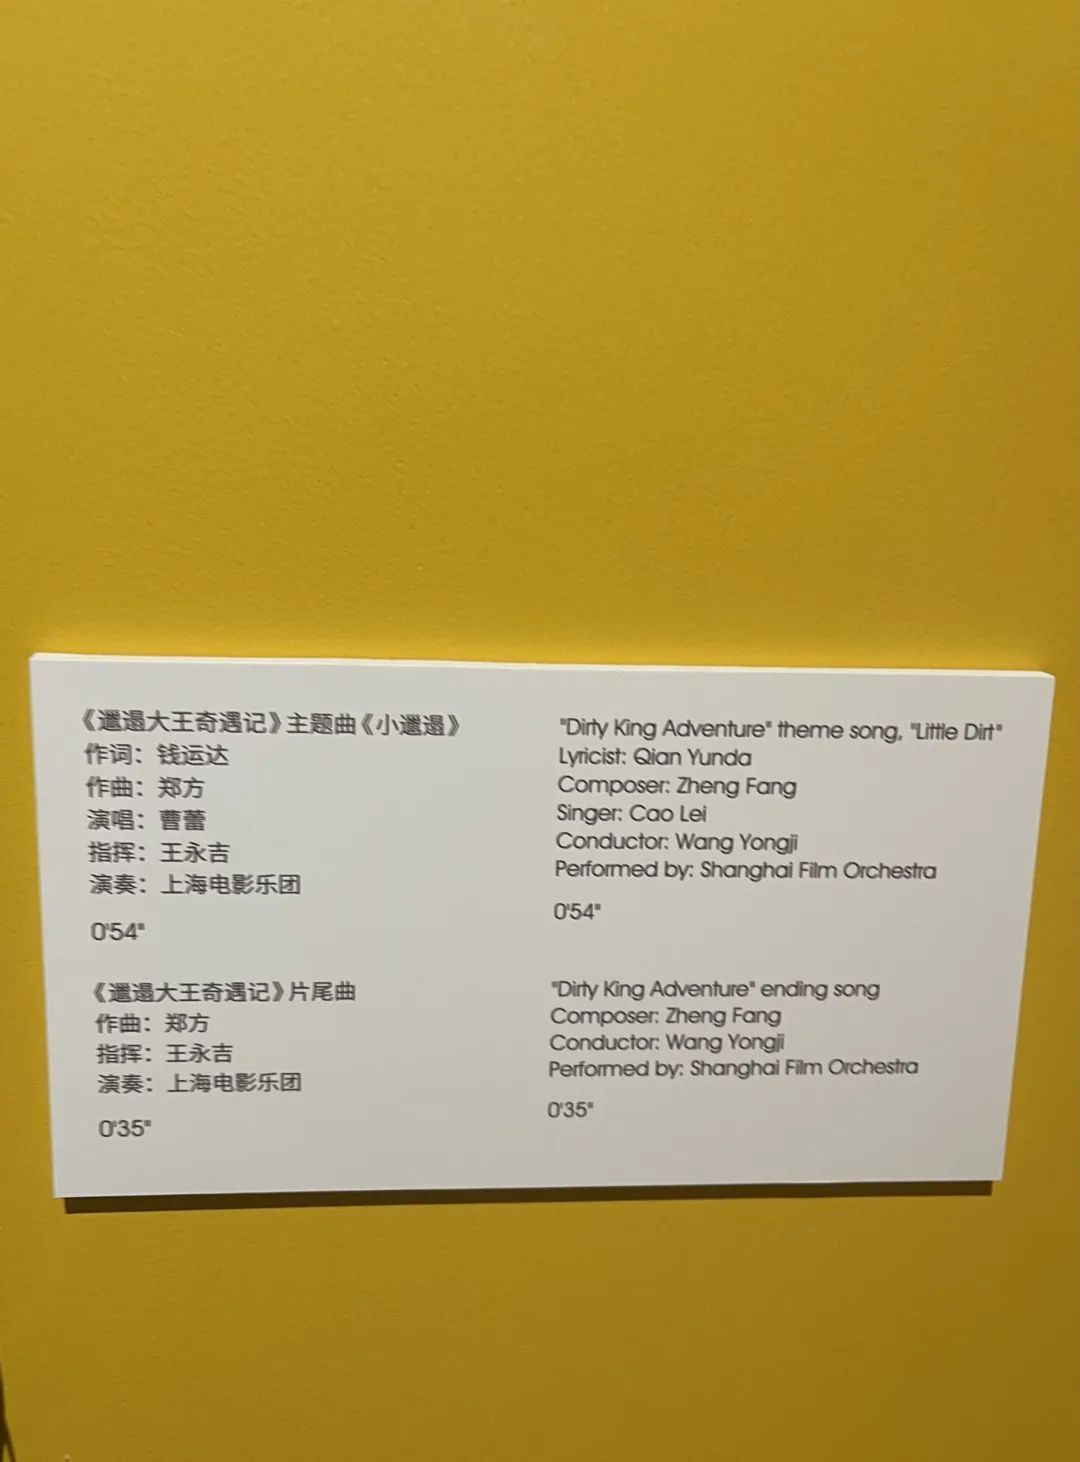 《邋遢大王奇遇记》主题曲《小邋遢》
作词：钱运达
作曲：郑方
演唱：曹蕾
指挥：王永吉
演奏：上海电影乐团
0'54"
《邋遢大王奇遇记》片尾曲
作曲：郑方
指挥：王永吉
演奏：上海电影乐团
0'35"
"Dirty King Adventure" theme song, "Little Dirt"
Lyricist: Qian Yunda
Composer: Zheng Fang
Singer: Cao Lei
Conductor: Wang Yongji
Performed by: Shanghai Film Orchestra
0'54"
"Dirty King Adventure" ending song
Composer: Zheng Fang
Conductor: Wang Yongji
Performed by: Shanghai Film Orchestra
0'35"